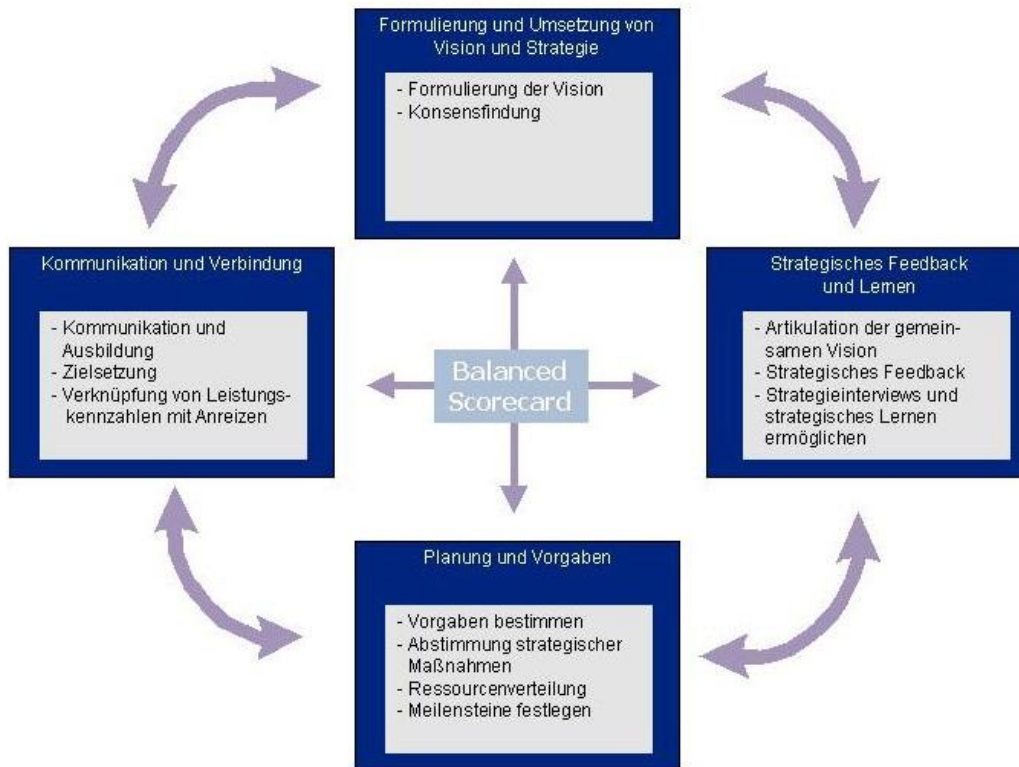 Formulierung und Umsetzung von
Vision und Strategie
- Formulierung der Vision
- Konsensfindung
Kommunikation und Verbindung
- Kommunikation und
Ausbildung
- Zielsetzung
- Verknüpfung von Leistungs-
kennzahlen mit Anreizen
Balanced
Scorecard
Strategisches Feedback
und Lernen
- Artikulation der gemein-
samen Vision
- Strategisches Feedback
- Strategieinterviews und
strategisches Lernen
ermöglichen
Planung und Vorgaben
- Vorgaben bestimmen
- Abstimmung strategischer
Maßnahmen
- Ressourcenverteilung
- Meilensteine festlegen